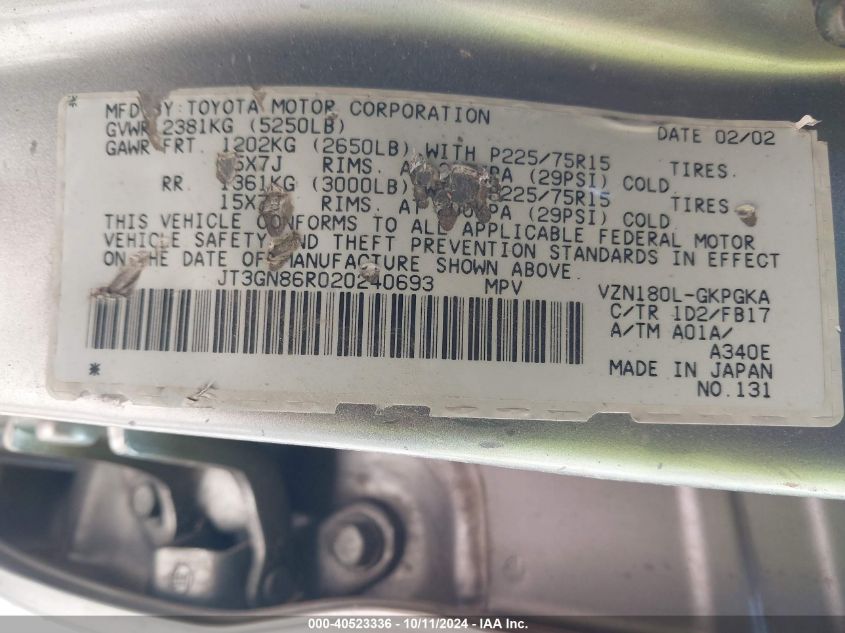 MFD BY: TOYOTA MOTOR CORPORATION
GVWR 2381KG (5250LB) DATE 02/02
GAWR FRT. 1202KG (2650LB) WITH P225/75R15 TIRES.
5X7J RIMS. A PA (29PSI) COLD.
RR. 1361KG (3000LB) P225/75R15 TIRES
15X7 RIMS. AT PA (29PSI) COLD
THIS VEHICLE CONFORMS TO ALL APPLICABLE FEDERAL MOTOR
VEHICLE SAFETY AND THEFT PREVENTION STANDARDS IN EFFECT
ON THE DATE OF MANUFACTURE SHOWN ABOVE.
JT3GN86R020240693 MPV VZN180L-GKPGKA
C/TR 1D2/FB17
A/TM A01A/
A340E
MADE IN JAPAN
* NO.131
000-40523336 - 10/11/2024 - IAA Inc.